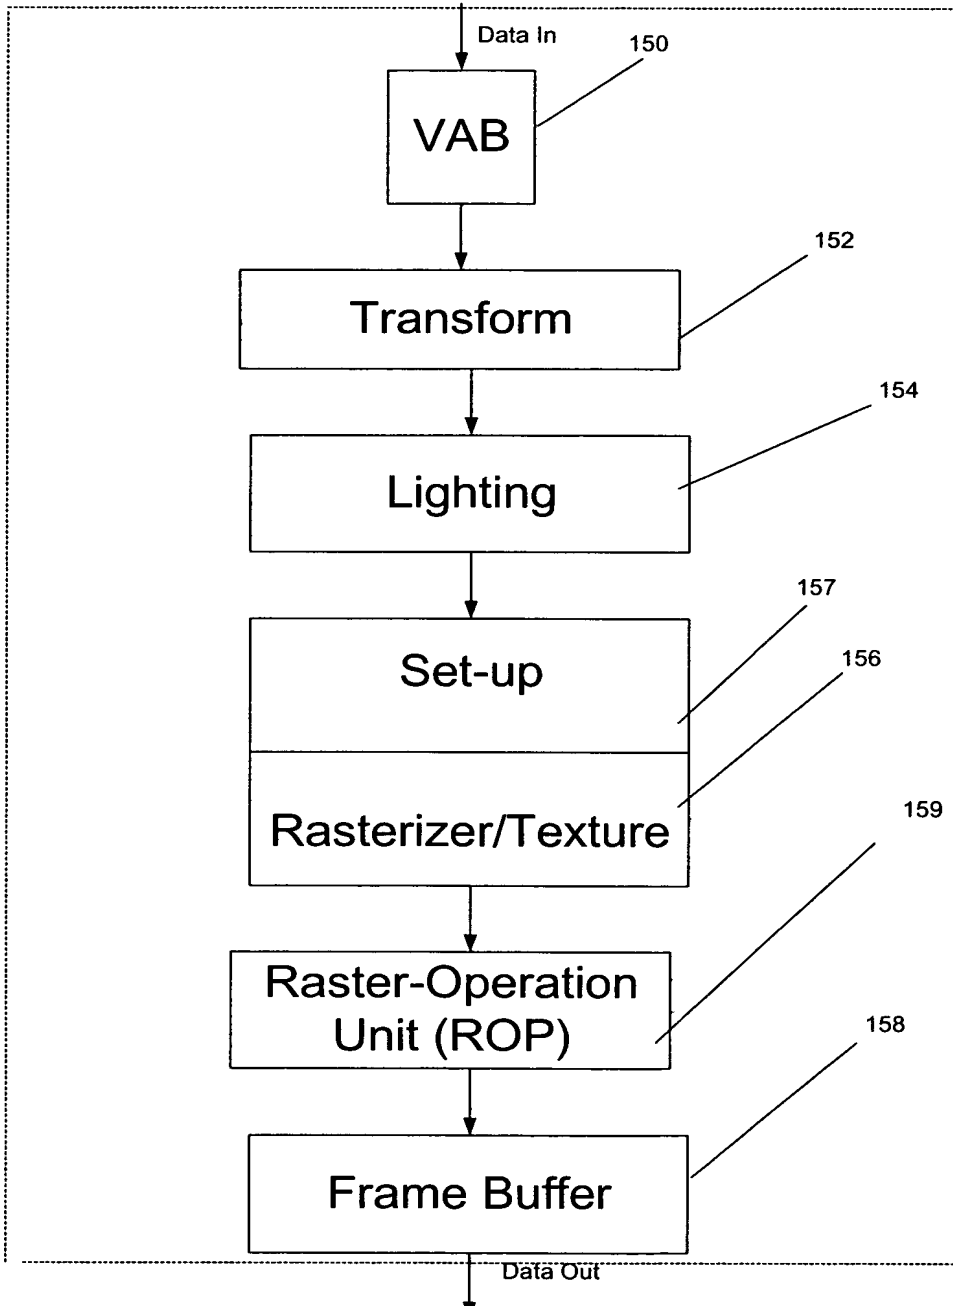 Data In
150
VAB
152
Transform
154
Lighting
157
Set-up
156
Rasterizer/Texture
159
Raster-Operation
Unit (ROP)
158
Frame Buffer
Data Out